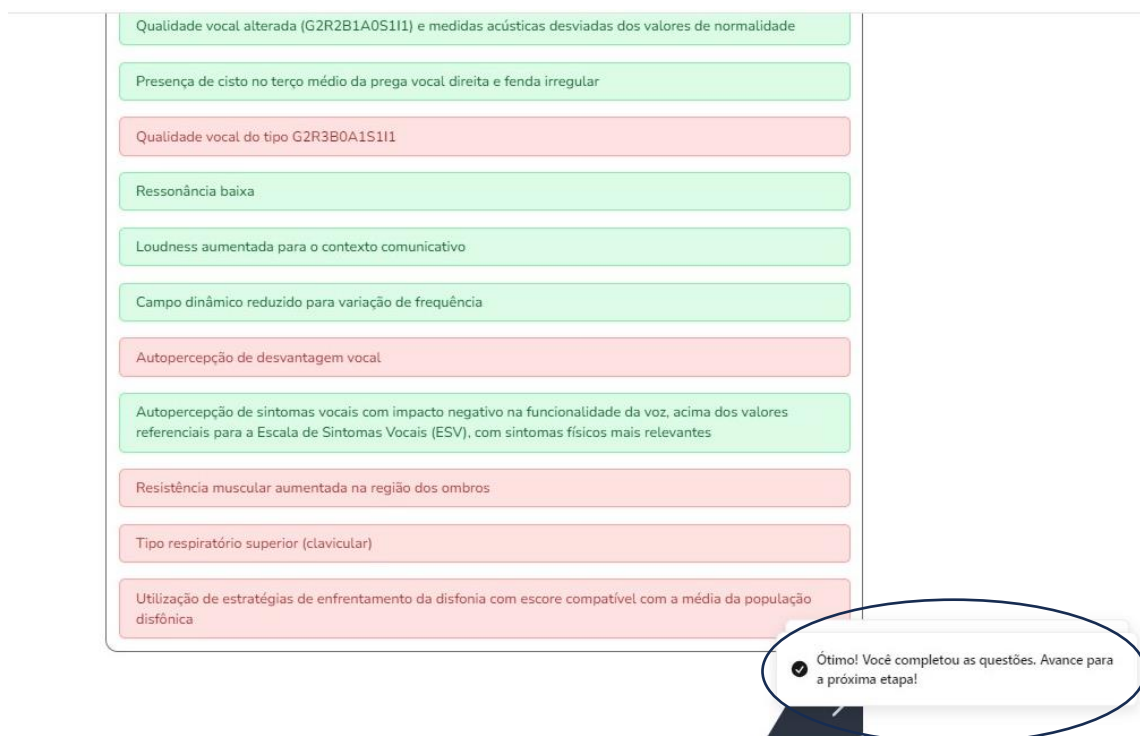 Qualidade vocal alterada (G2R2B1A0S1I1) e medidas acústicas desviadas dos valores de normalidade
Presença de cisto no terço médio da prega vocal direita e fenda irregular
Qualidade vocal do tipo G2R3B0A1S1I1
Ressonância baixa
Loudness aumentada para o contexto comunicativo
Campo dinâmico reduzido para variação de frequência
Autopercepção de desvantagem vocal
Autopercepção de sintomas vocais com impacto negativo na funcionalidade da voz, acima dos valores
referenciais para a Escala de Sintomas Vocais (ESV), com sintomas físicos mais relevantes
Resistência muscular aumentada na região dos ombros
Tipo respiratório superior (clavicular)
Utilização de estratégias de enfrentamento da disfonia com escore compatível com a média da população
disfônica
Ótimo! Você completou as questões. Avance para
a próxima etapa!